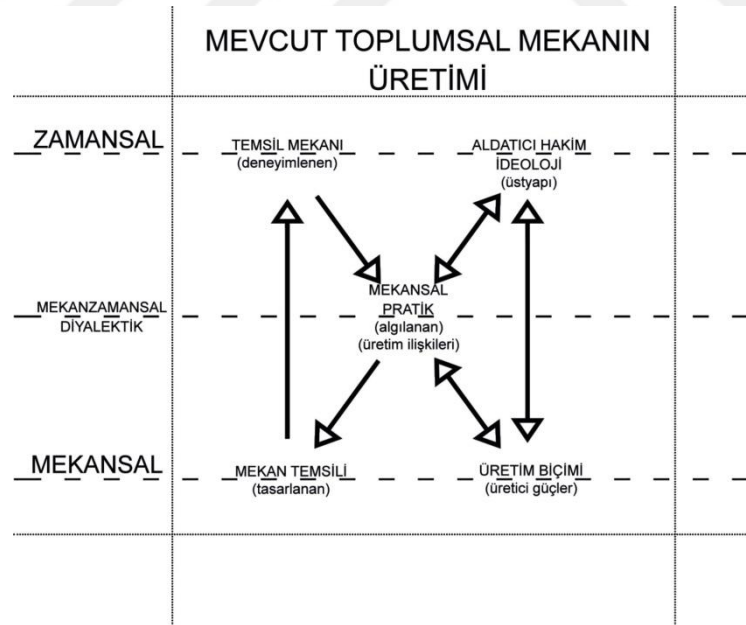 MEVCUT TOPLUMSAL MEKANIN
ÜRETİMİ
ZAMANSAL
TEMSİL MEKANI
(deneyimlenen)
ALDATICI HAKİM
İDEOLOJİ
(üstyapı)
MEKANZAMANSAL
DİYALEKTİK
MEKANSAL
PRATİK
(algılanan)
(üretim ilişkileri)
MEKANSAL
MEKAN TEMSİLİ
(tasarlanan)
ÜRETİM BİÇİMİ
(üretici güçler)